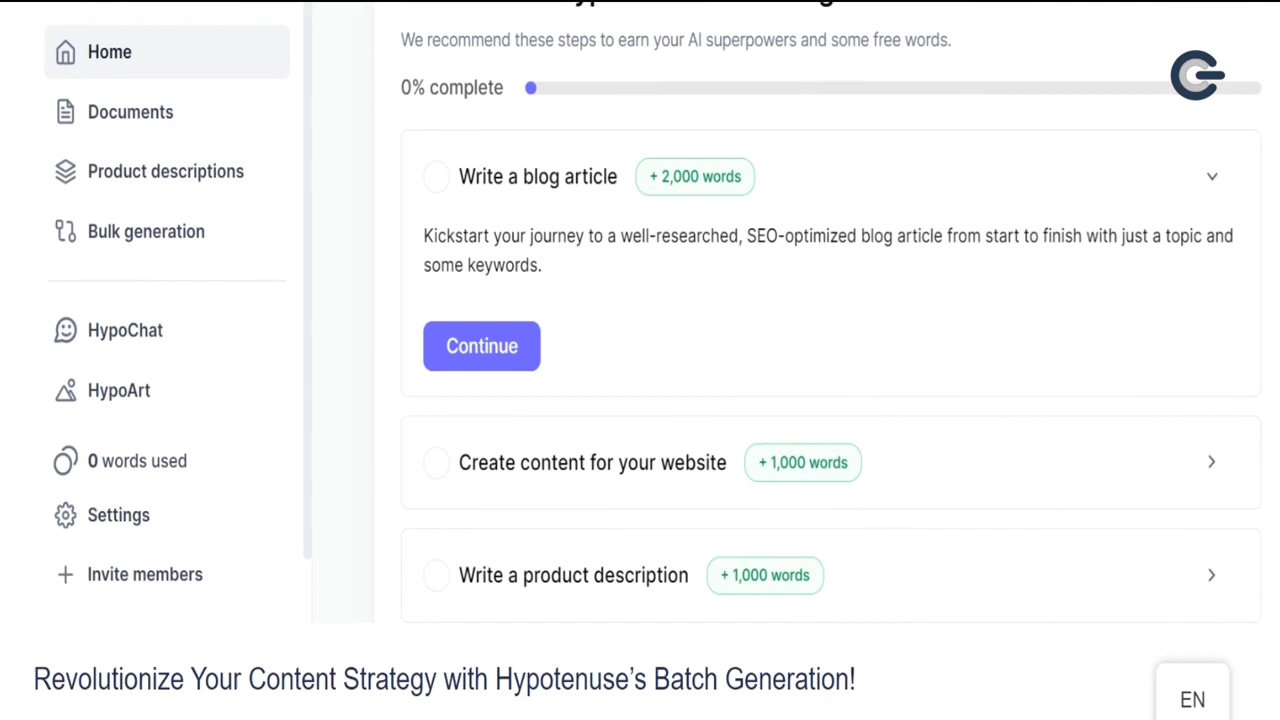 Home
Documents
Product descriptions
Bulk generation
HypoChat
HypoArt
0 words used
Settings
Invite members
We recommend these steps to earn your AI superpowers and some free words.
0% complete
Write a blog article + 2,000 words
Kickstart your journey to a well-researched, SEO-optimized blog article from start to finish with just a topic and
some keywords.
Continue
Create content for your website + 1,000 words
Write a product description + 1,000 words
Revolutionize Your Content Strategy with Hypotenuse’s Batch Generation!
EN